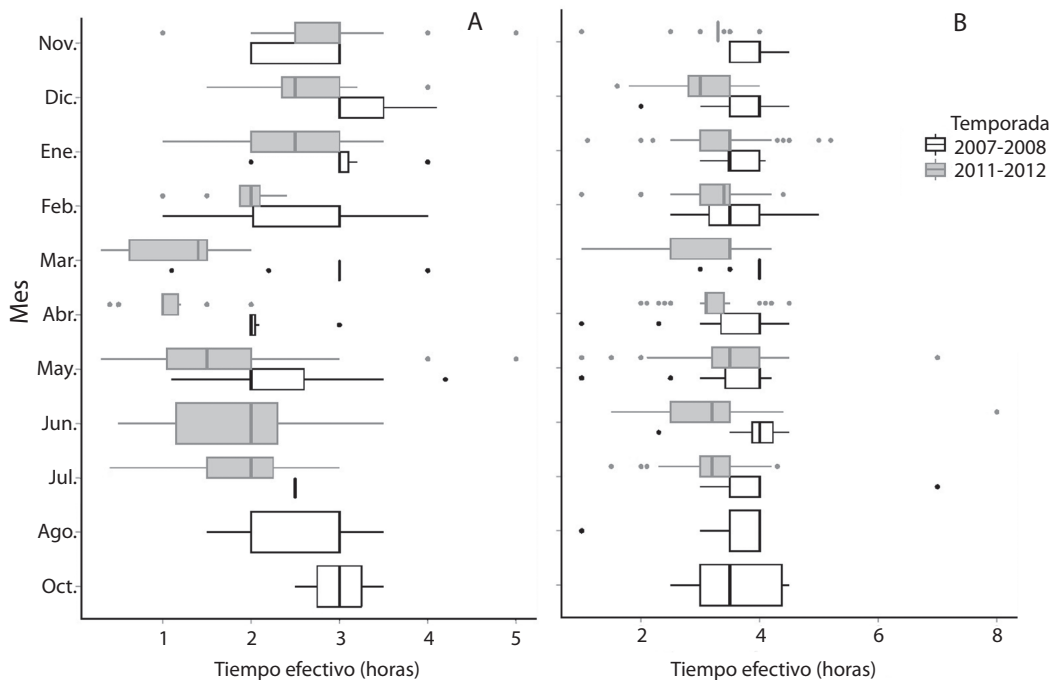 A
B
Nov.
Dic.
Ene.
Feb.
Mar.
Abr.
May.
Jun.
Jul.
Ago.
Oct.
Mes
Temporada
2007-2008
2011-2012
1 2 3 4 5
2 4 6 8
Tiempo efectivo (horas)
Tiempo efectivo (horas)